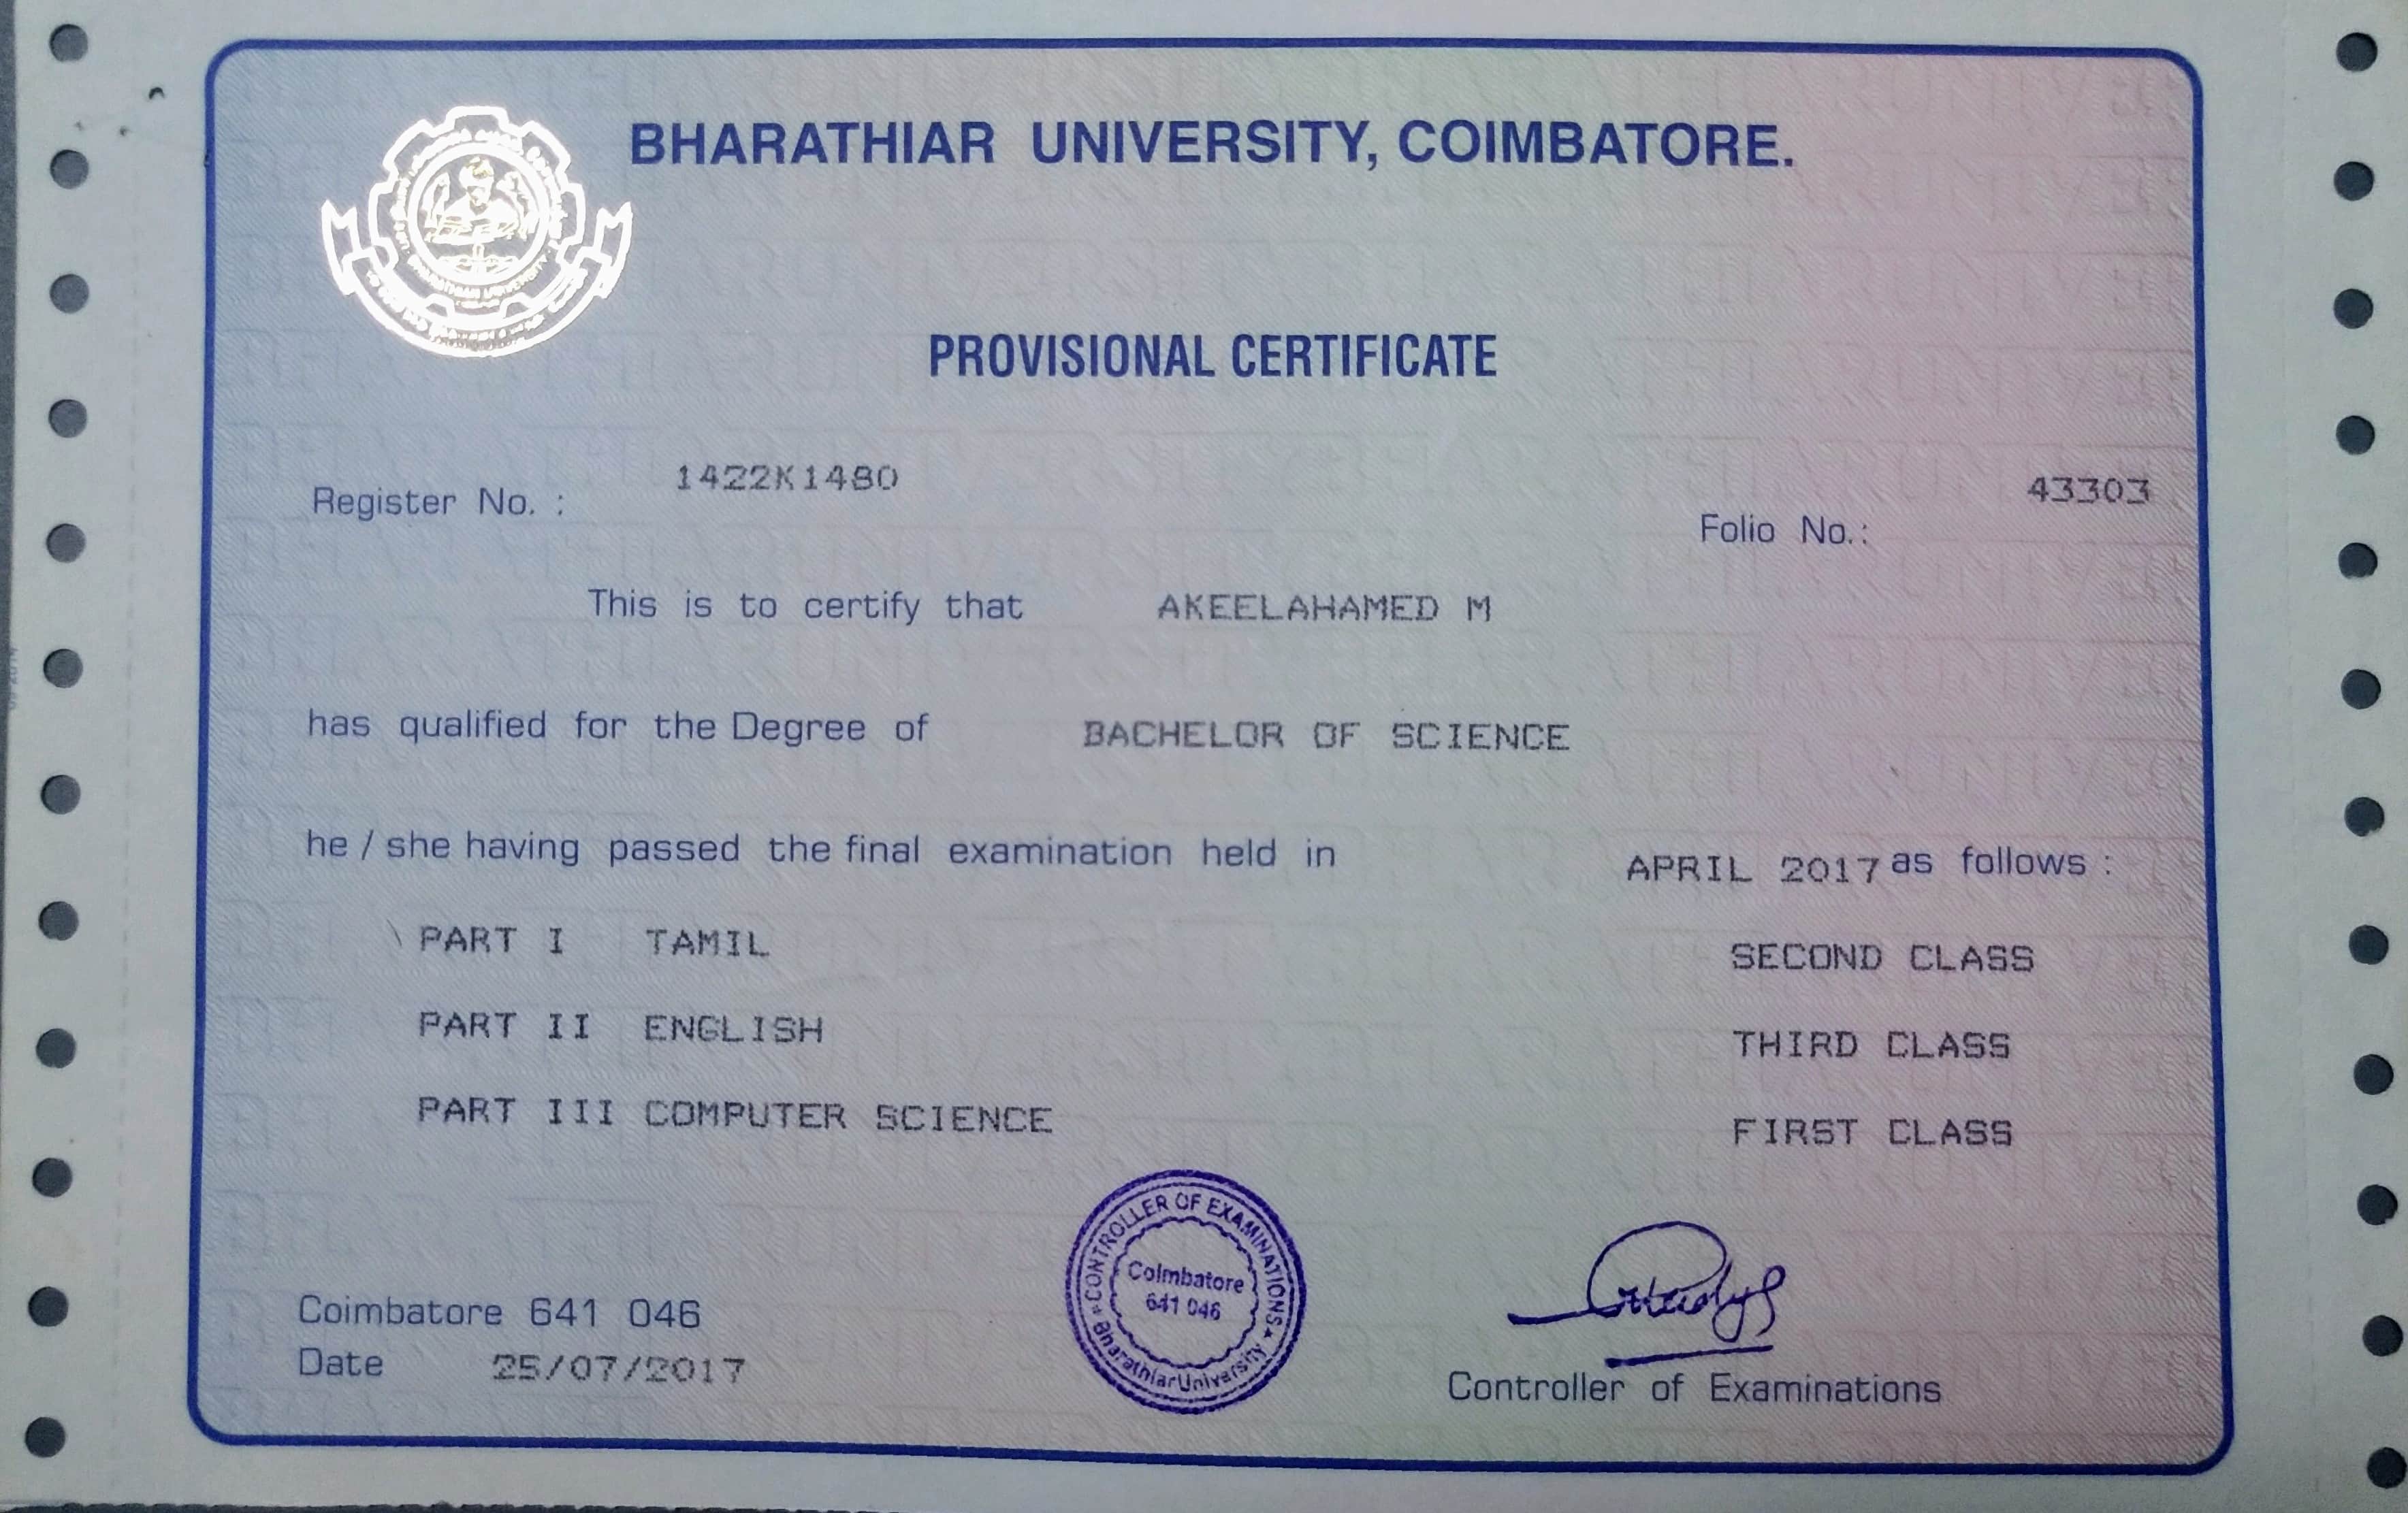 BHARATHIAR UNIVERSITY, COIMBATORE.
BHARATHIAR UNIVERSITY
PROVISIONAL CERTIFICATE
Register No. : 1422K1480
Folio No.: 43303
This is to certify that AKEELAHAMED M
has qualified for the Degree of BACHELOR OF SCIENCE
he / she having passed the final examination held in APRIL 2017 as follows :
PART I TAMIL SECOND CLASS
PART II ENGLISH THIRD CLASS
PART III COMPUTER SCIENCE FIRST CLASS
CONTROLLER OF EXAMINATIONS
Coimbatore
641 046
Bharathiar University
Coimbatore 641 046
Date 25/07/2017
Controller of Examinations